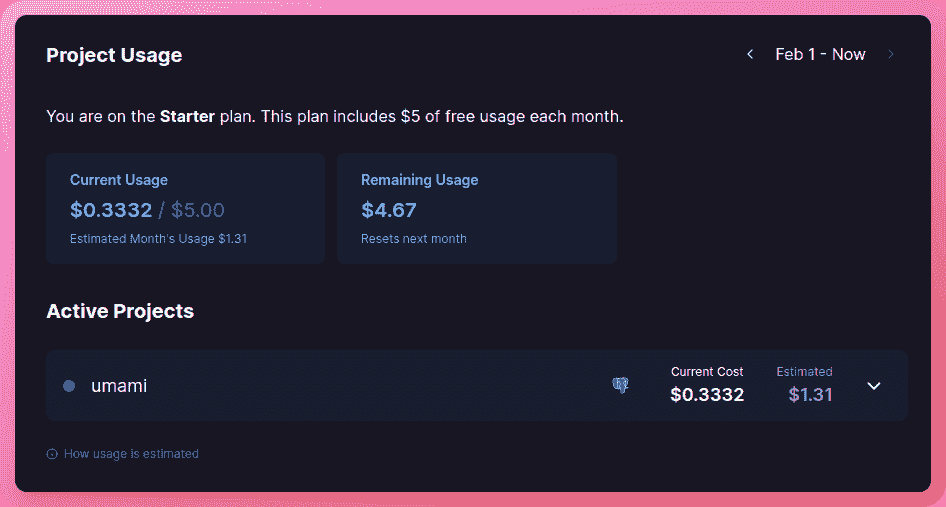 Project Usage
Feb 1 - Now
You are on the Starter plan. This plan includes $5 of free usage each month.
Current Usage
$0.3332 / $5.00
Estimated Month's Usage $1.31
Remaining Usage
$4.67
Resets next month
Active Projects
umami
Current Cost
$0.3332
Estimated
$1.31
How usage is estimated